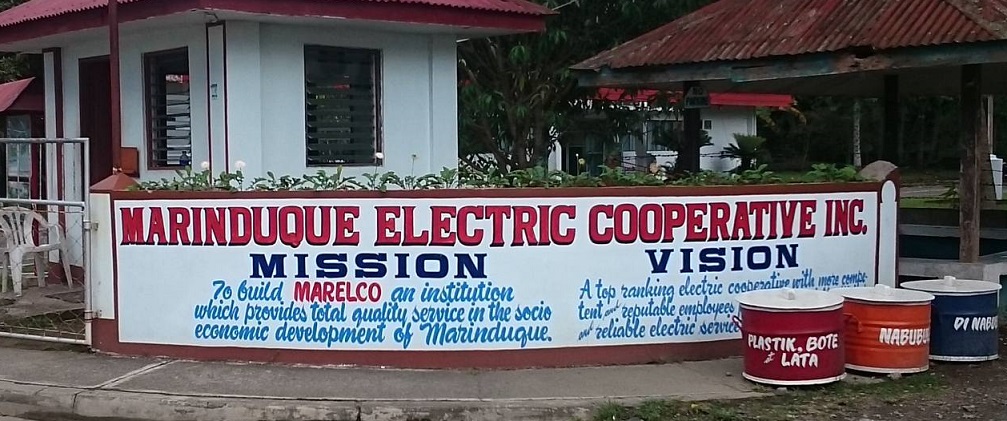 MARINDUQUE ELECTRIC COOPERATIVE INC.
MISSION
To build MARELCO an institution
which provides total quality service in the socio
economic development of Marinduque.
VISION
A top ranking electric cooperative with more compe-
tent and reputable employees
and reliable electric service
PLASTIK, BOTE
& LATA
NABUBU
DI NABU